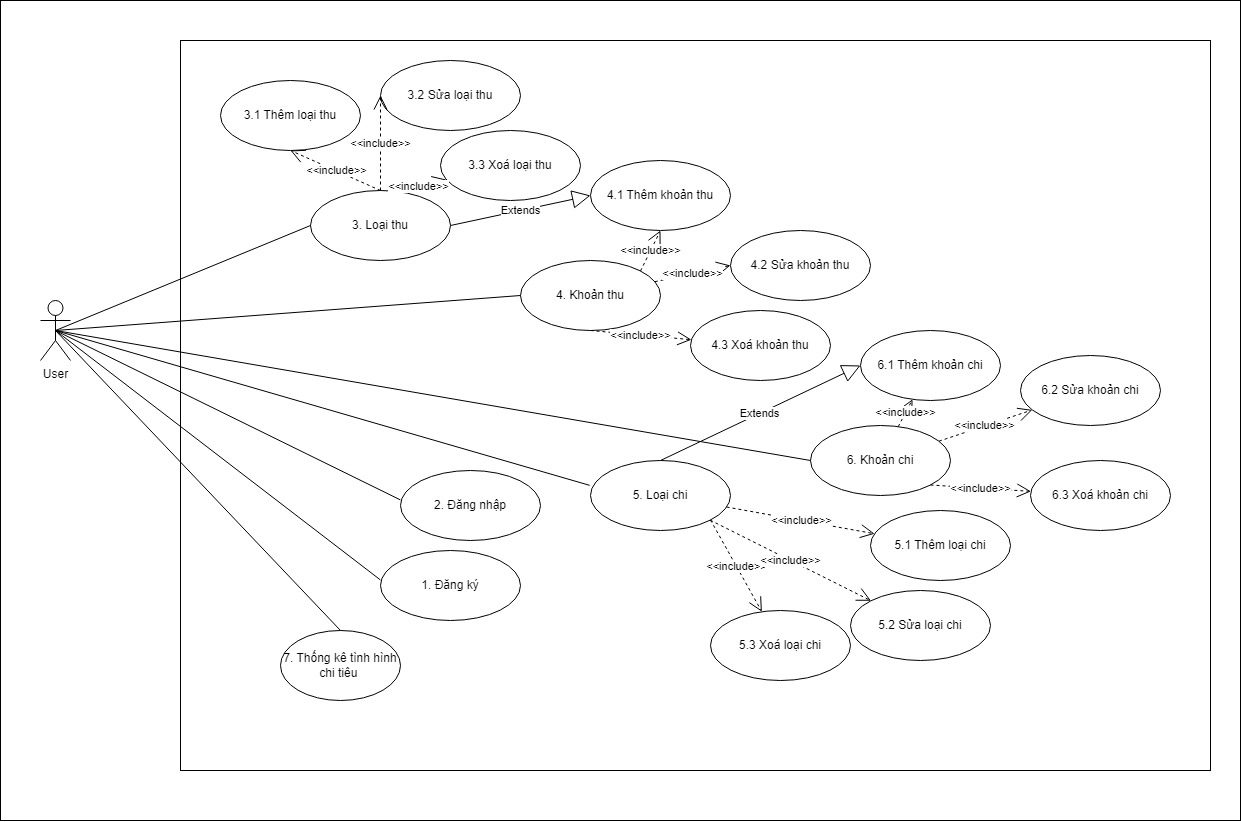 3.2 Sửa loại thu
3.1 Thêm loại thu
<<include>>
3.3 Xoá loại thu
<<include>>
<<include>>
4.1 Thêm khoản thu
Extends
3. Loại thu
<<include>>
4.2 Sửa khoản thu
<<include>>
4. Khoản thu
<<include>>
4.3 Xoá khoản thu
User
6.1 Thêm khoản chi
6.2 Sửa khoản chi
Extends
<<include>>
<<include>>
6. Khoản chi
<<include>>
6.3 Xoá khoản chi
5. Loại chi
2. Đăng nhập
<<include>>
5.1 Thêm loại chi
<<include>>
<<include>>
1. Đăng ký
5.2 Sửa loại chi
5.3 Xoá loại chi
7. Thống kê tình hình
chi tiêu